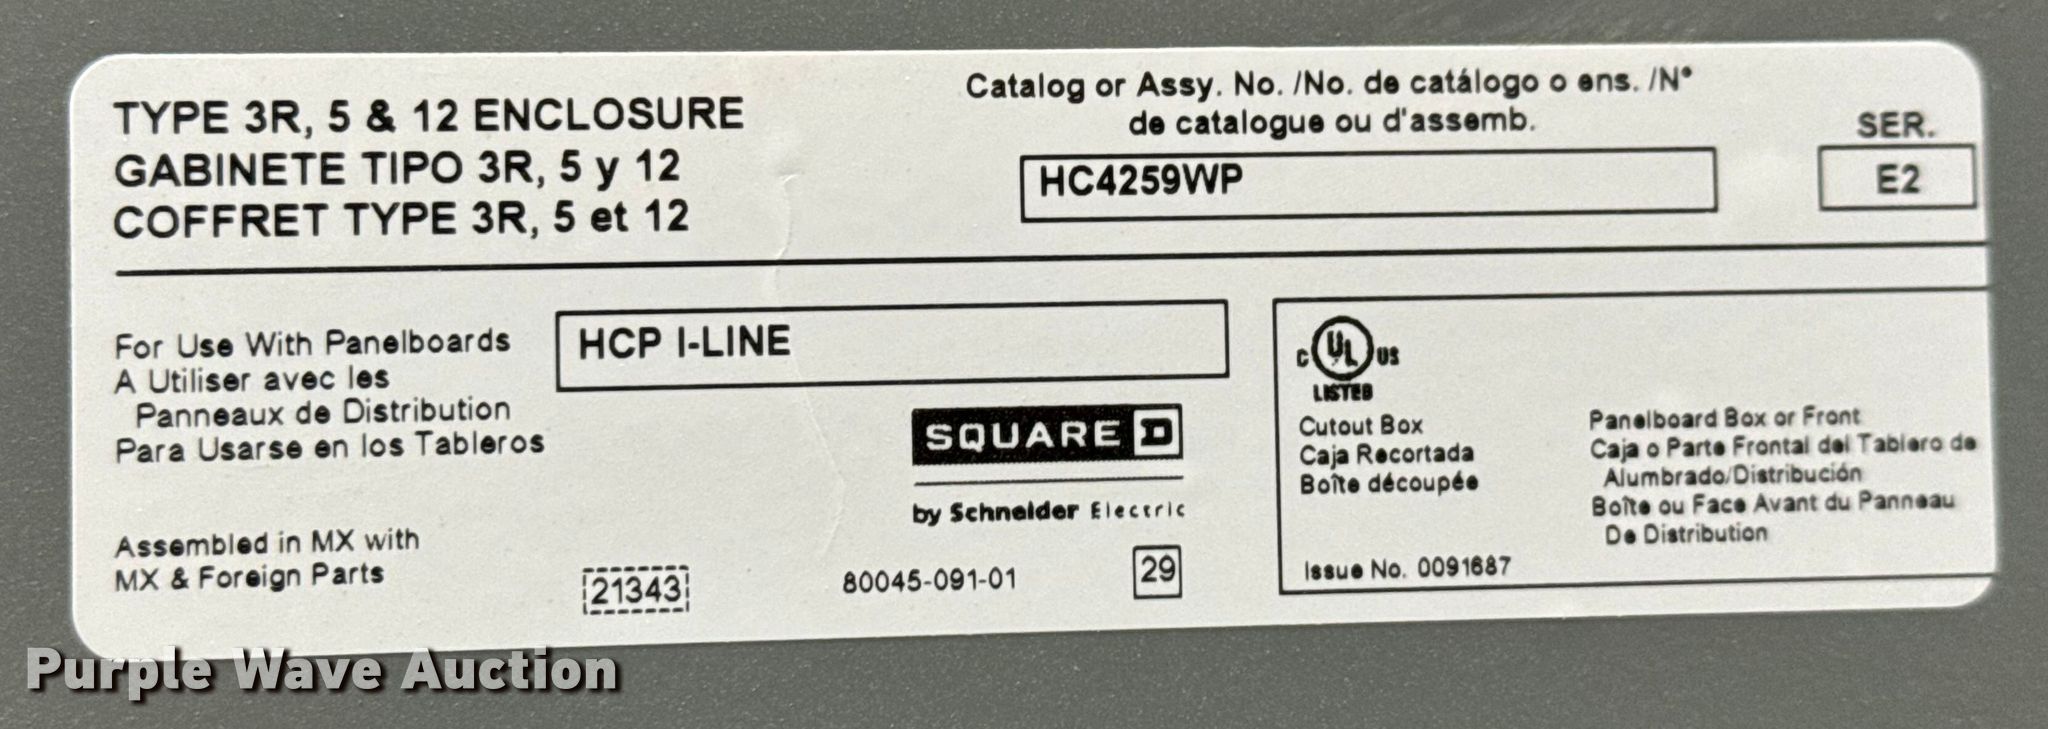 TYPE 3R, 5 & 12 ENCLOSURE
GABINETE TIPO 3R, 5 y 12
COFFRET TYPE 3R, 5 et 12
Catalog or Assy. No. /No. de catálogo o ens. /N°
de catalogue ou d'assemb.
HC4259WP
SER.
E2
For Use With Panelboards
A Utiliser avec les
Panneaux de Distribution
Para Usarse en los Tableros
HCP I-LINE
SQUARE D
by Schneider Electric
Assembled in MX with
MX & Foreign Parts
21343
80045-091-01
29
C UL US
LISTED
Cutout Box
Caja Recortada
Boîte découpée
Panelboard Box or Front
Caja o Parte Frontal del Tablero de
Alumbrado/Distribución
Boîte ou Face Avant du Panneau
De Distribution
Issue No. 0091687
Purple Wave Auction